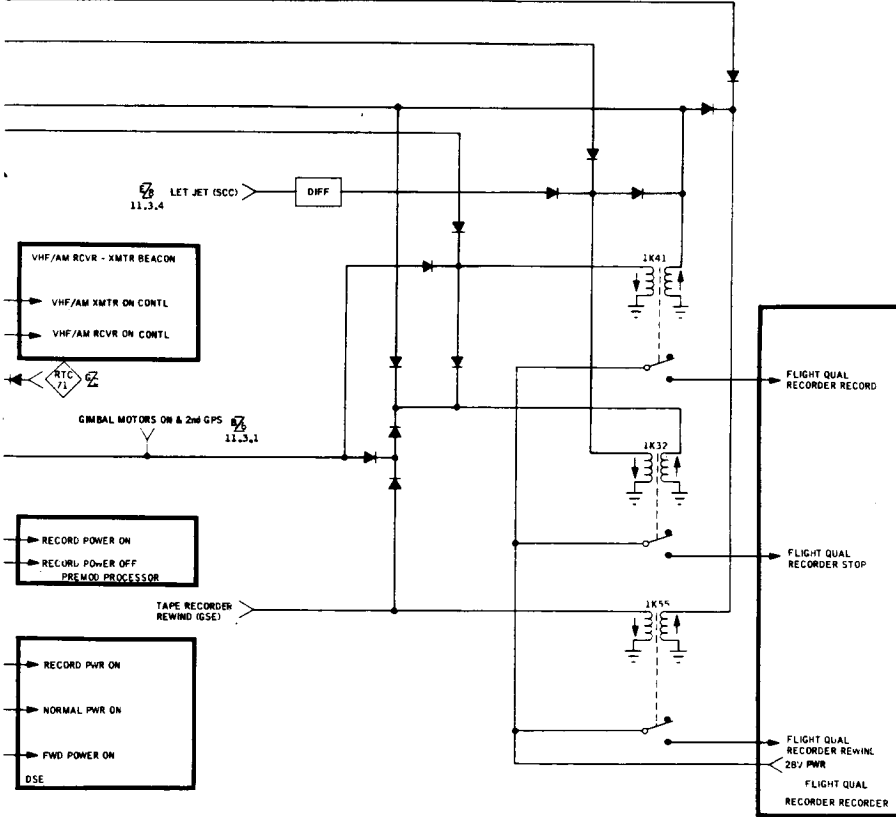 LET JET (SCC)
11.3.4
DIFF
VHF/AM RCVR - XMTR BEACON
VHF/AM XMTR ON CONTL
VHF/AM RCVR ON CONTL
RTC
71
GIMBAL MOTORS ON & 2nd GPS
11.3.1
1K41
FLIGHT QUAL
RECORDER RECORD
1K32
RECORD POWER ON
RECORD POWER OFF
PREMOD PROCESSOR
FLIGHT QUAL
RECORDER STOP
TAPE RECORDER
REWIND (GSE)
1K55
RECORD PWR ON
NORMAL PWR ON
FWD POWER ON
DSE
FLIGHT QUAL
RECORDER REWIND
28V PWR
FLIGHT QUAL
RECORDER RECORDER